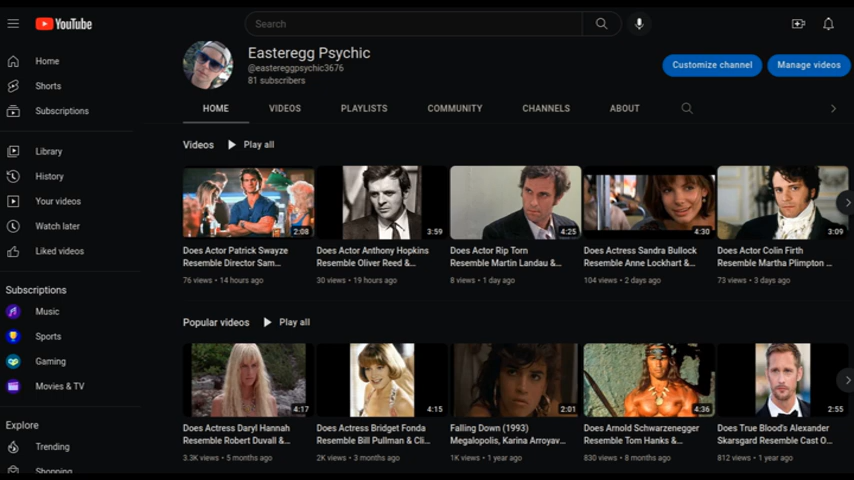 YouTube
Search
Easteregg Psychic
@eastereggpsychic3676
81 subscribers
Customize channel
Manage videos
Home
Shorts
Subscriptions
HOME
VIDEOS
PLAYLISTS
COMMUNITY
CHANNELS
ABOUT
Library
History
Your videos
Watch later
Liked videos
Subscriptions
Music
Sports
Gaming
Movies & TV
Explore
Trending
Shopping
Videos
Play all
2:08
3:59
4:25
4:30
3:09
Does Actor Patrick Swayze
Resemble Director Sam...
76 views • 14 hours ago
Does Actor Anthony Hopkins
Resemble Oliver Reed &...
30 views • 19 hours ago
Does Actor Rip Torn
Resemble Martin Landau &...
8 views • 1 day ago
Does Actress Sandra Bullock
Resemble Anne Lockhart &...
104 views • 2 days ago
Does Actor Colin Firth
Resemble Martha Plimpton ...
73 views • 3 days ago
Popular videos
Play all
4:17
4:15
2:01
4:36
2:55
Does Actress Daryl Hannah
Resemble Robert Duvall &...
3.3K views • 5 months ago
Does Actress Bridget Fonda
Resemble Bill Pullman & Cli...
2K views • 3 months ago
Falling Down (1993)
Megalopolis, Karina Arroyav...
1K views • 1 year ago
Does Arnold Schwarzenegger
Resemble Tom Hanks &...
830 views • 8 months ago
Does True Blood's Alexander
Skarsgard Resemble Cast O...
812 views • 1 year ago